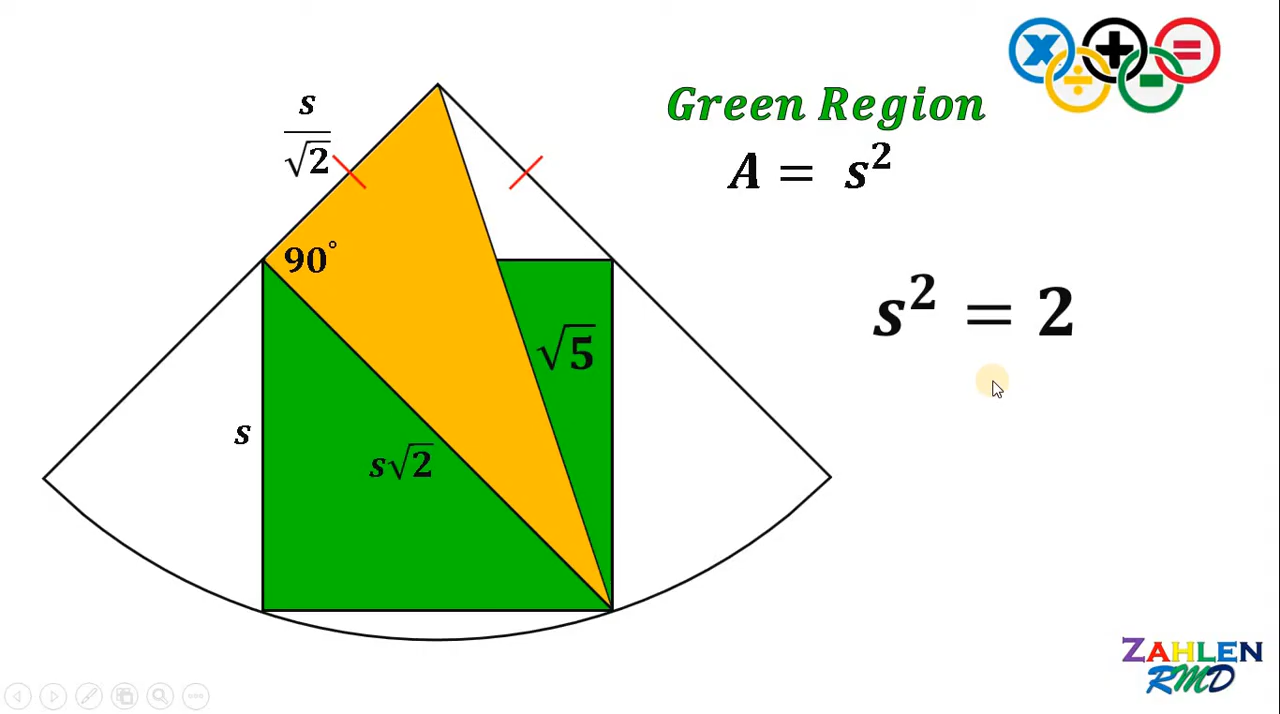 s
√2
Green Region
A = s²
90°
s² = 2
√5
s
s√2
ZAHLEN
RMD